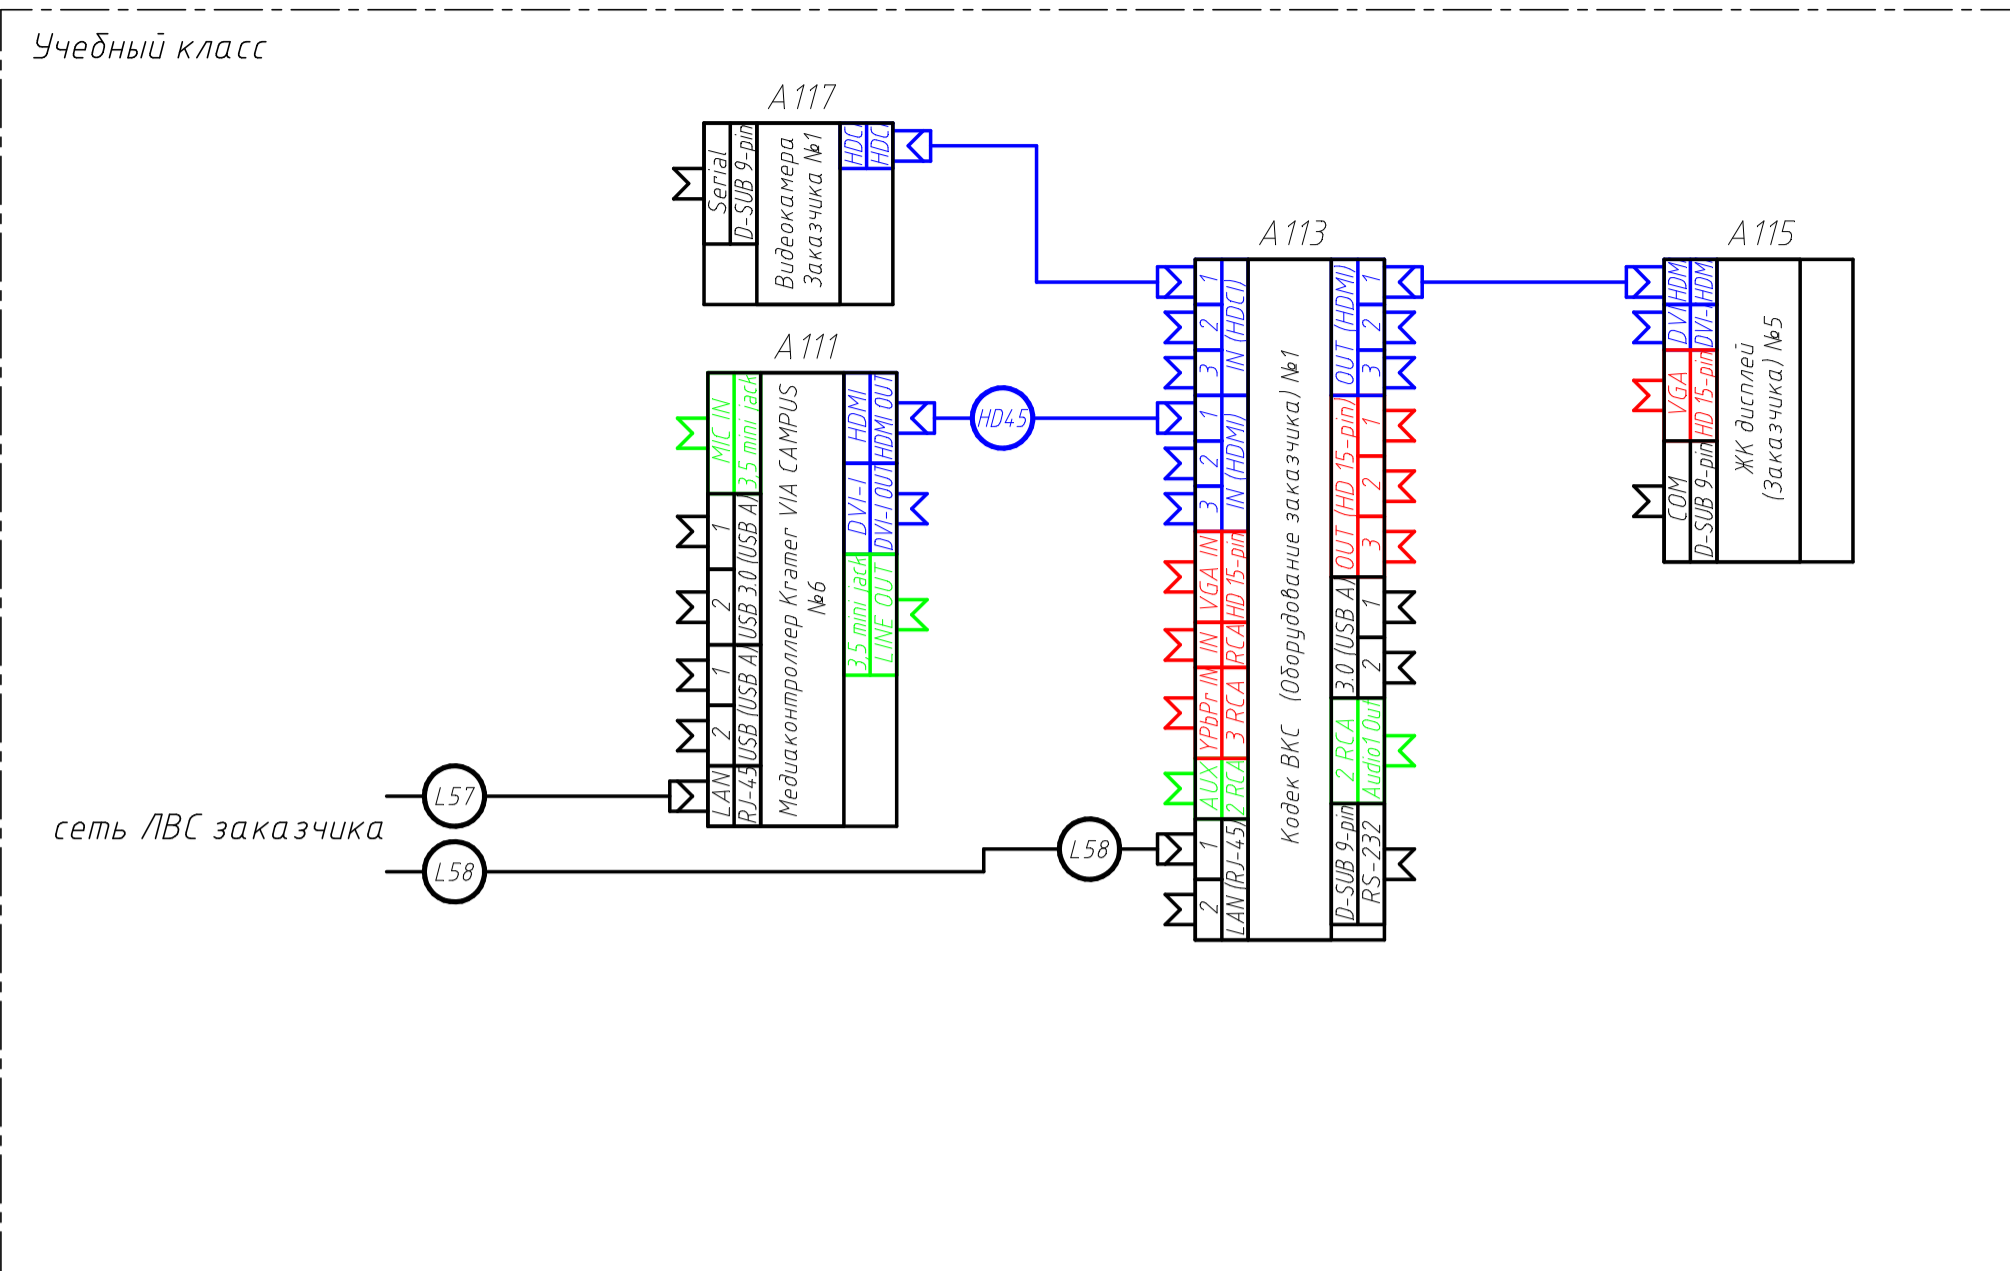 Учебный класс
А117
Serial
D-SUB 9-pin
Видеокамера
Заказчика №1
HDCI
HDCI
А111
MIC IN
3,5 mini jack
1
2
USB 3.0 (USB A)
1
2
USB (USB A)
LAN
RJ-45
Медиаконтроллер Kramer VIA CAMPUS
№6
HDMI
HDMI OUT
DVI-I
DVI-I OUT
3,5 mini jack
LINE OUT
HD45
А113
1
2
3
IN (HDCI)
1
2
3
IN (HDMI)
VGA IN
HD 15-pin
IN
RCA
YPbPr IN
3 RCA
AUX
2 RCA
1
2
LAN (RJ-45)
Кодек ВКС (Оборудование заказчика) №1
OUT (HDMI)
1
2
3
OUT (HD 15-pin)
1
2
3
3.0 (USB A)
1
2
2 RCA
Audio1 Out
D-SUB 9-pin
RS-232
А115
HDMI
HDMI
DVI
DVI-I
VGA
HD 15-pin
COM
D-SUB 9-pin
ЖК дисплей
(Заказчика) №5
L57
сеть ЛВС заказчика
L58
L58